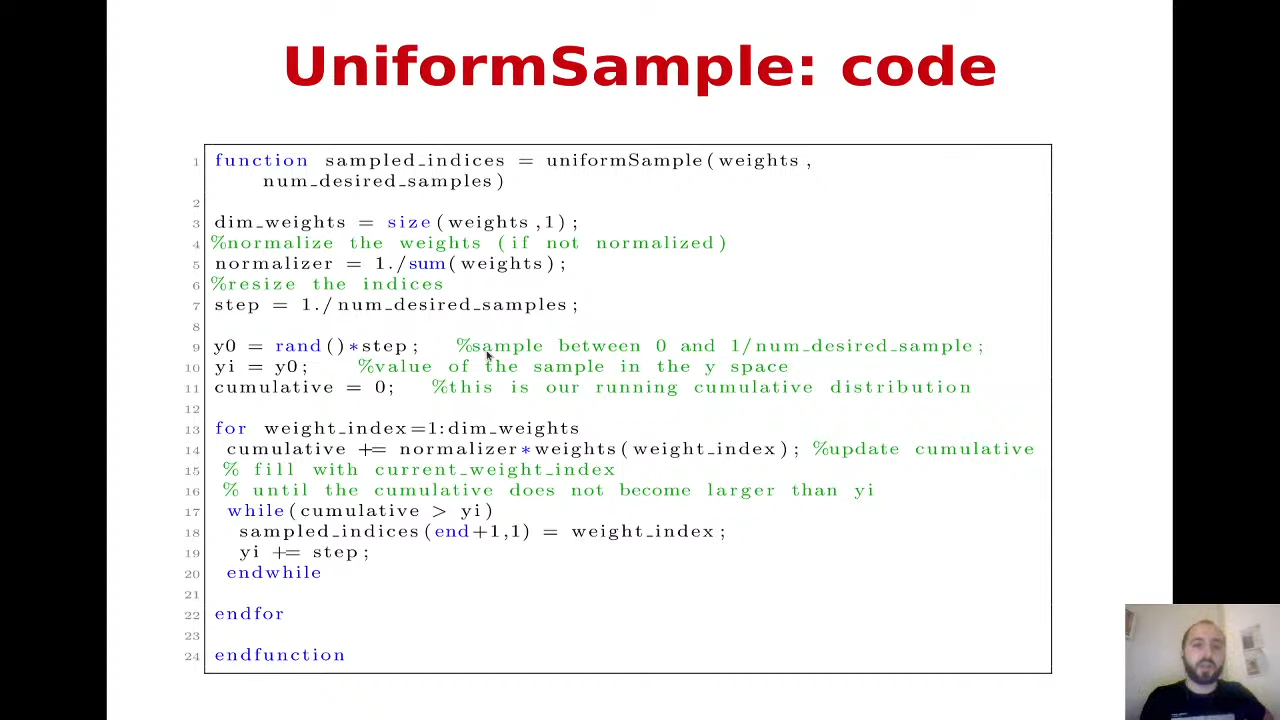 UniformSample: code
1 function sampled_indices = uniformSample(weights,
num_desired_samples)
2
3 dim_weights = size(weights,1);
4 %normalize the weights (if not normalized)
5 normalizer = 1./sum(weights);
6 %resize the indices
7 step = 1./num_desired_samples;
8
9 y0 = rand()*step; %sample between 0 and 1/num_desired_sample;
10 yi = y0; %value of the sample in the y space
11 cumulative = 0; %this is our running cumulative distribution
12
13 for weight_index=1:dim_weights
14 cumulative += normalizer*weights(weight_index); %update cumulative
15 % fill with current_weight_index
16 % until the cumulative does not become larger than yi
17 while(cumulative > yi)
18 sampled_indices(end+1,1) = weight_index;
19 yi += step;
20 endwhile
21
22 endfor
23
24 endfunction